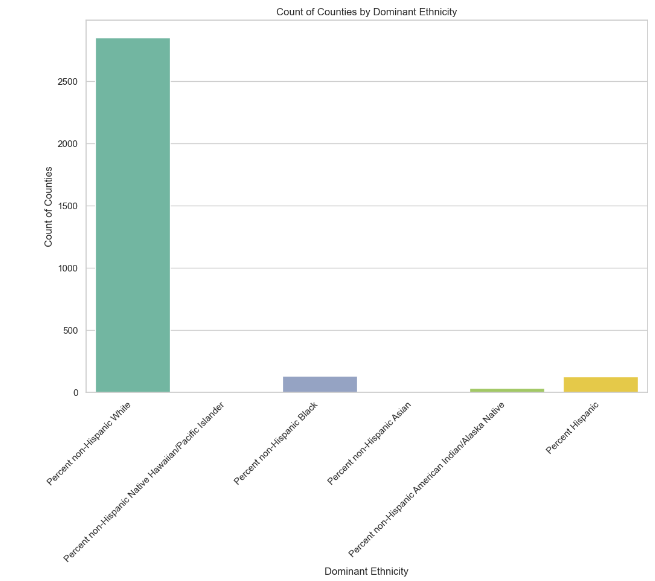 Count of Counties by Dominant Ethnicity
Count of Counties
2500
2000
1500
1000
500
0
Percent non-Hispanic White
Percent non-Hispanic Native Hawaiian/Pacific Islander
Percent non-Hispanic Black
Percent non-Hispanic Asian
Percent non-Hispanic American Indian/Alaska Native
Percent Hispanic
Dominant Ethnicity